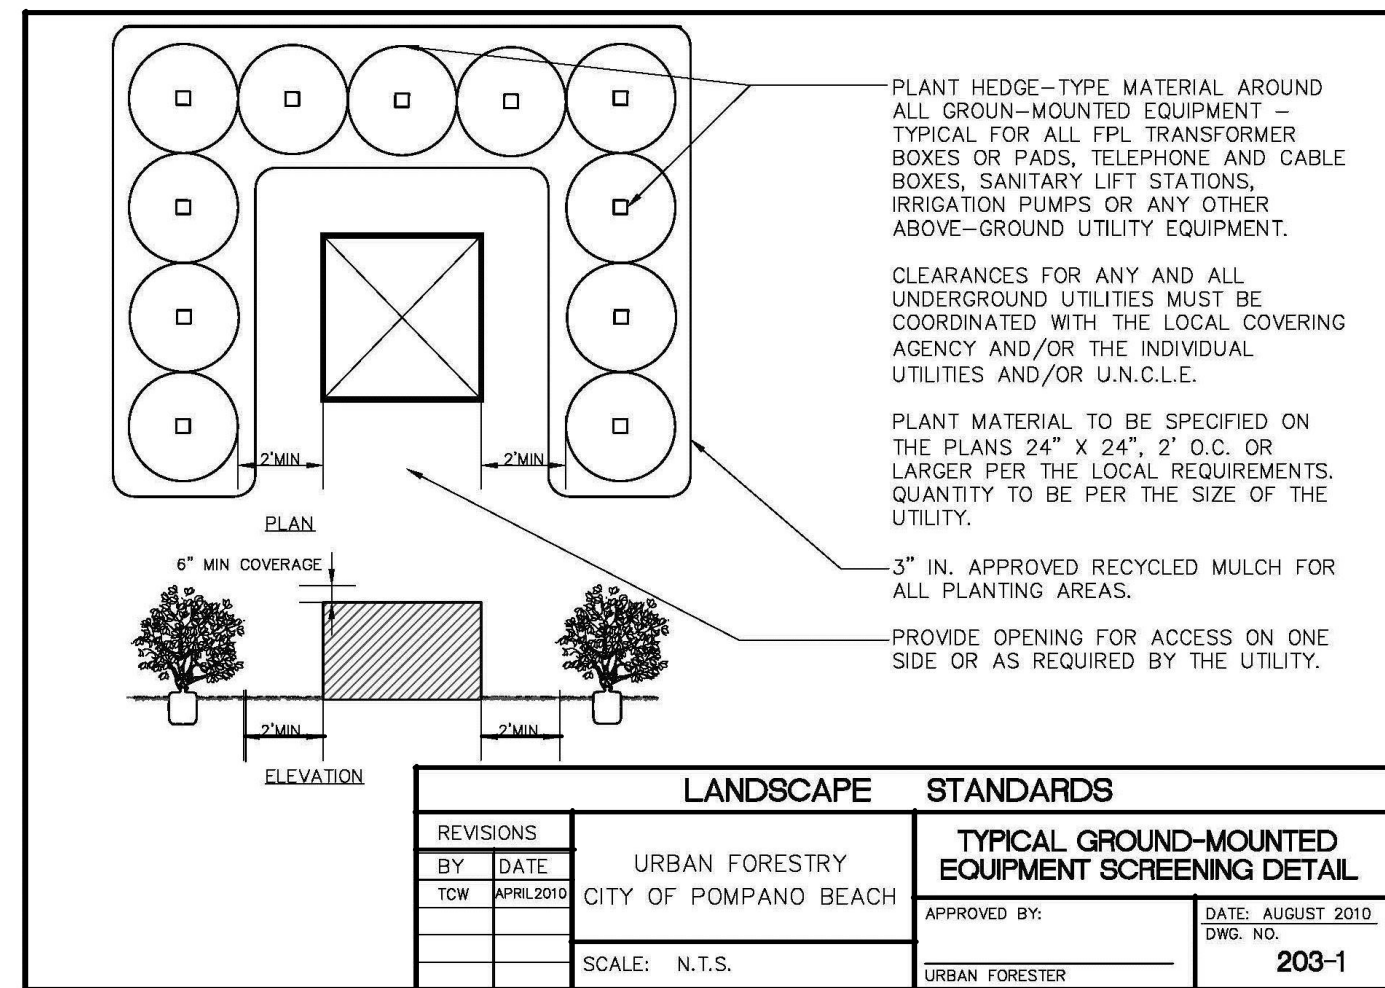 PLANT HEDGE-TYPE MATERIAL AROUND
ALL GROUN-MOUNTED EQUIPMENT -
TYPICAL FOR ALL FPL TRANSFORMER
BOXES OR PADS, TELEPHONE AND CABLE
BOXES, SANITARY LIFT STATIONS,
IRRIGATION PUMPS OR ANY OTHER
ABOVE-GROUND UTILITY EQUIPMENT.
CLEARANCES FOR ANY AND ALL
UNDERGROUND UTILITIES MUST BE
COORDINATED WITH THE LOCAL COVERING
AGENCY AND/OR THE INDIVIDUAL
UTILITIES AND/OR U.N.C.L.E.
PLANT MATERIAL TO BE SPECIFIED ON
THE PLANS 24" X 24", 2' O.C. OR
LARGER PER THE LOCAL REQUIREMENTS.
QUANTITY TO BE PER THE SIZE OF THE
UTILITY.
3" IN. APPROVED RECYCLED MULCH FOR
ALL PLANTING AREAS.
PROVIDE OPENING FOR ACCESS ON ONE
SIDE OR AS REQUIRED BY THE UTILITY.
2'MIN
2'MIN
PLAN
6" MIN COVERAGE
2'MIN
2'MIN
ELEVATION
LANDSCAPE STANDARDS
REVISIONS
BY DATE
TCW APRIL2010
URBAN FORESTRY
CITY OF POMPANO BEACH
SCALE: N.T.S.
TYPICAL GROUND-MOUNTED
EQUIPMENT SCREENING DETAIL
APPROVED BY:
URBAN FORESTER
DATE: AUGUST 2010
DWG. NO.
203-1